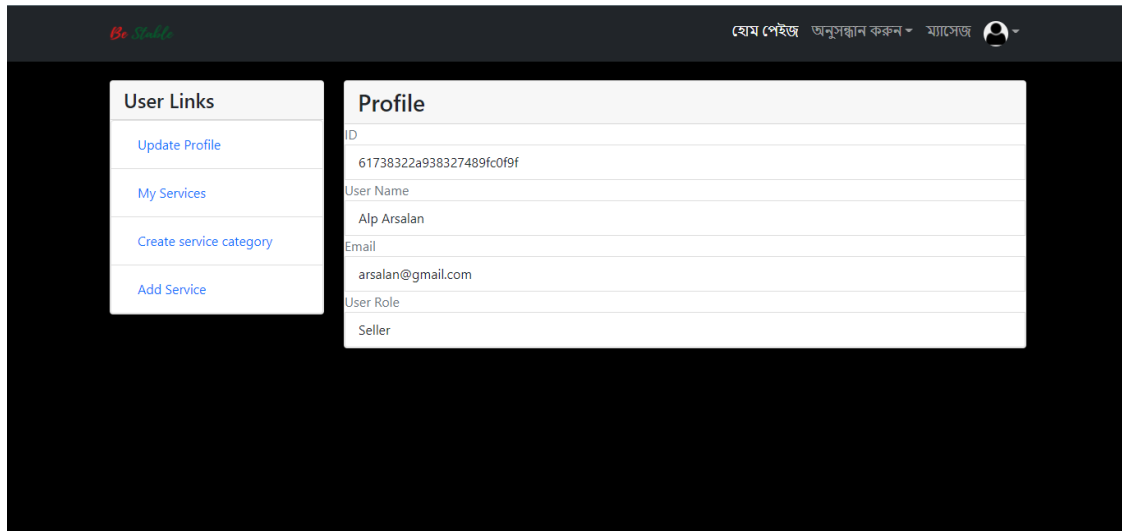 Be Stable
হোম পেইজ অনুসন্ধান করুন ম্যাসেজ
User Links
Update Profile
My Services
Create service category
Add Service
Profile
ID
61738322a938327489fc0f9f
User Name
Alp Arsalan
Email
arsalan@gmail.com
User Role
Seller